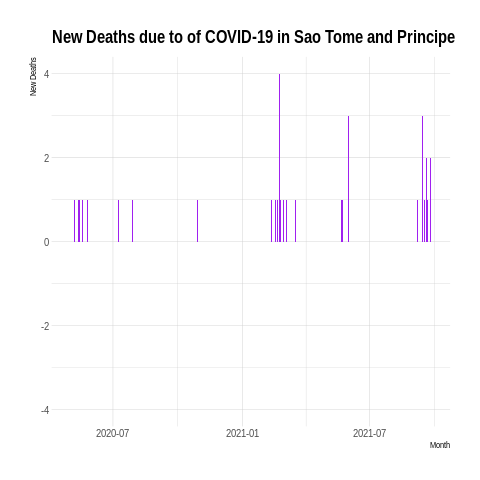 New Deaths due to of COVID-19 in Sao Tome and Principe
New Deaths
4
2
0
-2
-4
2020-07
2021-01
2021-07
Month